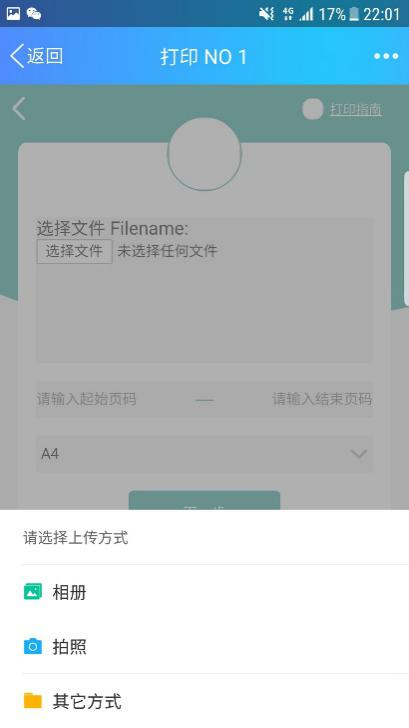 4G 17% 22:01
返回 打印 NO 1
打印指南
选择文件 Filename:
选择文件 未选择任何文件
请输入起始页码 — 请输入结束页码
A4
请选择上传方式
相册
拍照
其它方式